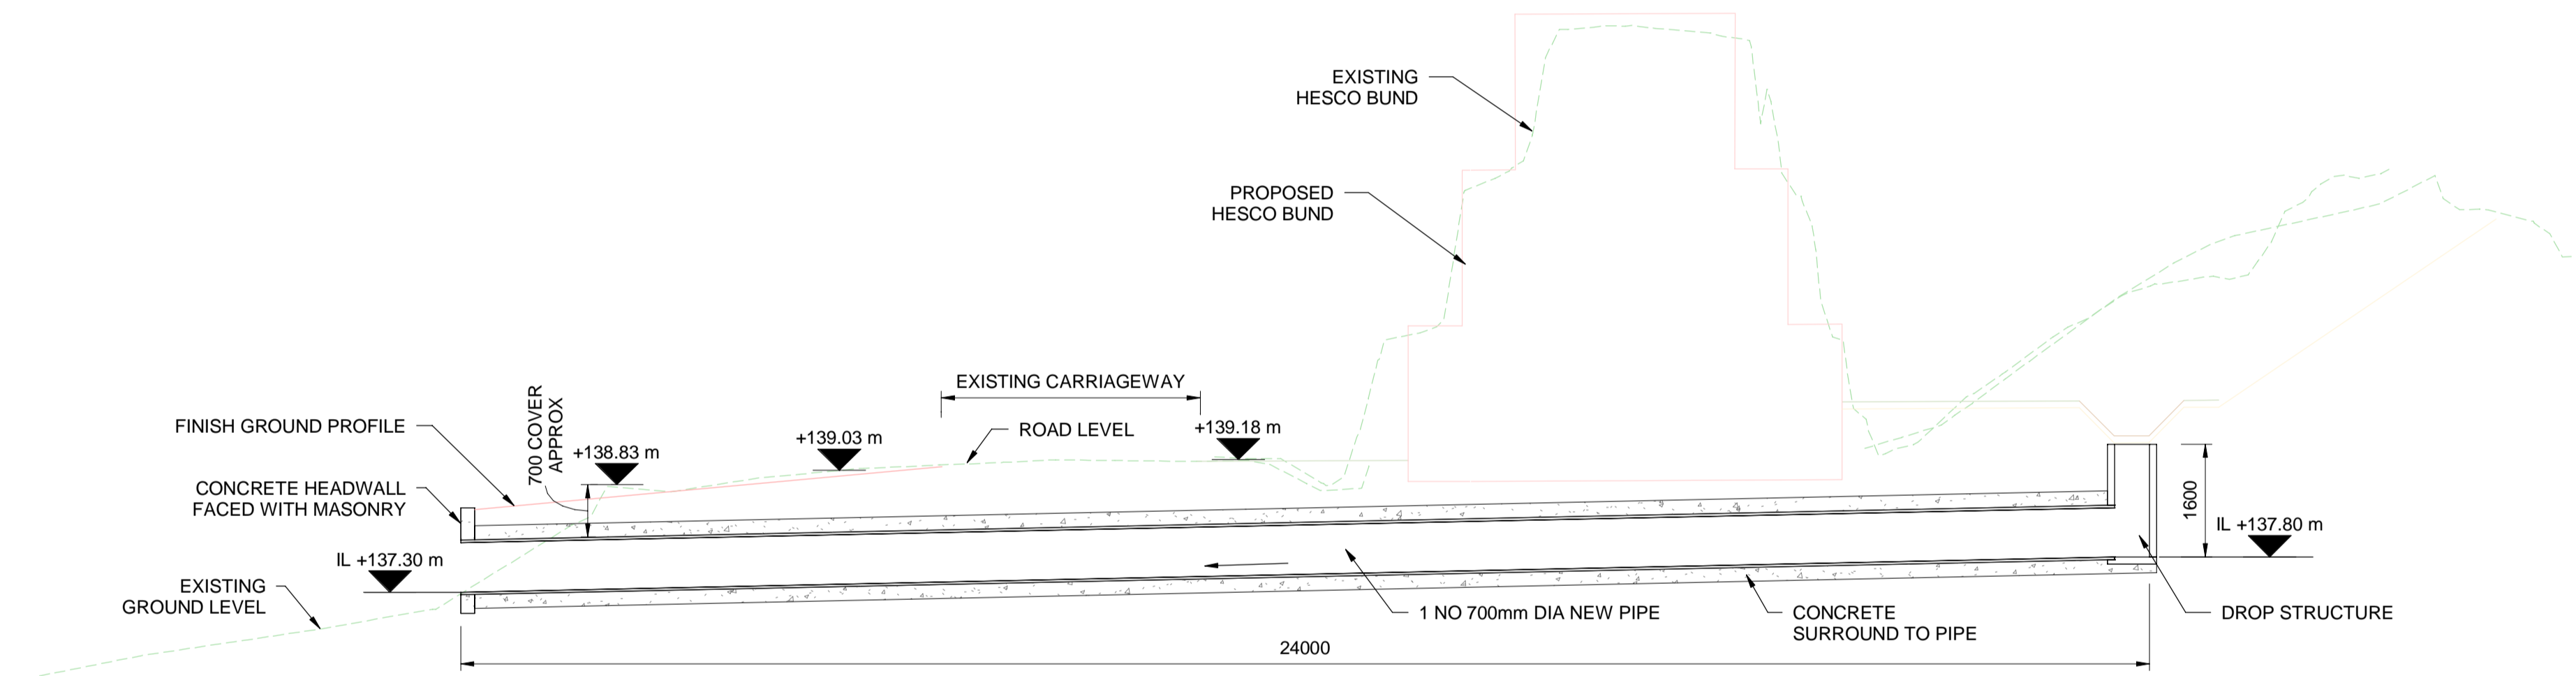 EXISTING
HESCO BUND
PROPOSED
HESCO BUND
EXISTING CARRIAGEWAY
700 COVER
APPROX
FINISH GROUND PROFILE
+138.83 m
+139.03 m
ROAD LEVEL
+139.18 m
CONCRETE HEADWALL
FACED WITH MASONRY
1600
IL +137.80 m
IL +137.30 m
EXISTING
GROUND LEVEL
1 NO 700mm DIA NEW PIPE
CONCRETE
SURROUND TO PIPE
DROP STRUCTURE
24000